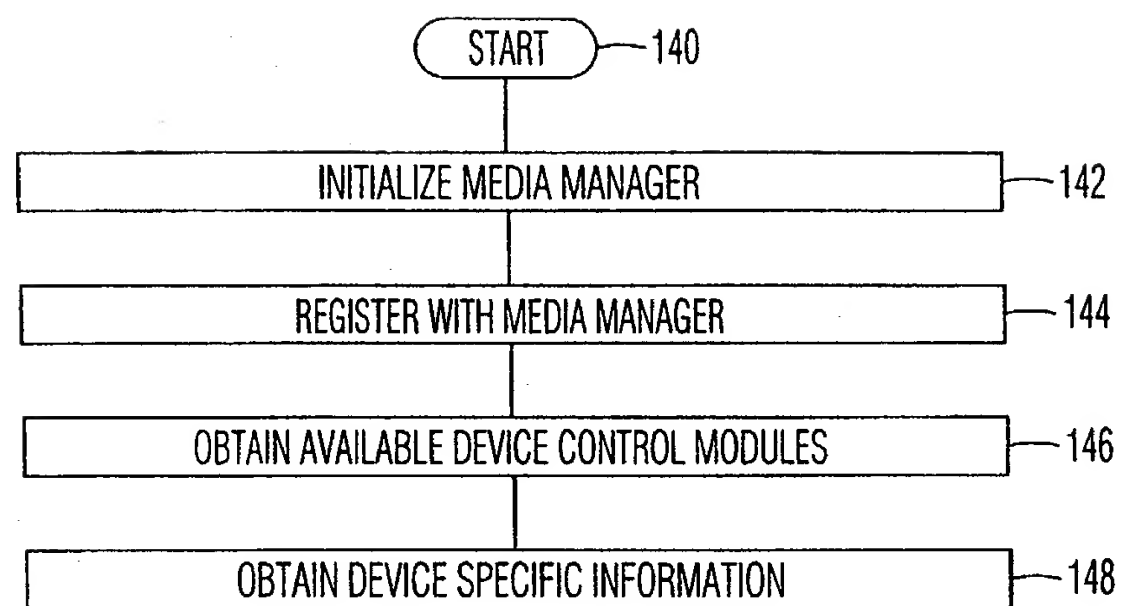 START 140
INITIALIZE MEDIA MANAGER 142
REGISTER WITH MEDIA MANAGER 144
OBTAIN AVAILABLE DEVICE CONTROL MODULES 146
OBTAIN DEVICE SPECIFIC INFORMATION 148